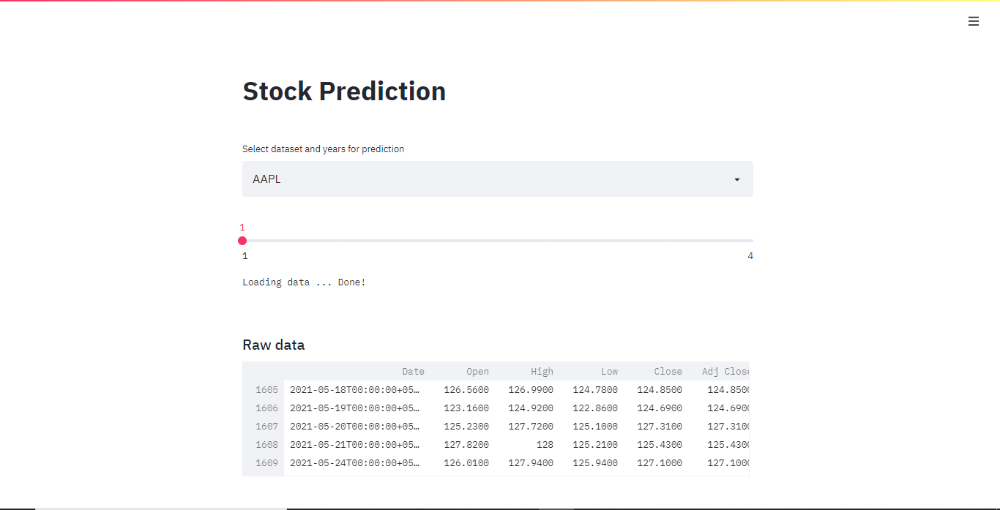 Stock Prediction
Select dataset and years for prediction
AAPL
1
1 4
Loading data ... Done!
Raw data
Date Open High Low Close Adj Close
1605 2021-05-18T00:00:00+05… 126.5600 126.9900 124.7800 124.8500 124.8500
1606 2021-05-19T00:00:00+05… 123.1600 124.9200 122.8600 124.6900 124.6900
1607 2021-05-20T00:00:00+05… 125.2300 127.7200 125.1000 127.3100 127.3100
1608 2021-05-21T00:00:00+05… 127.8200 128 125.2100 125.4300 125.4300
1609 2021-05-24T00:00:00+05… 126.0100 127.9400 125.9400 127.1000 127.1000